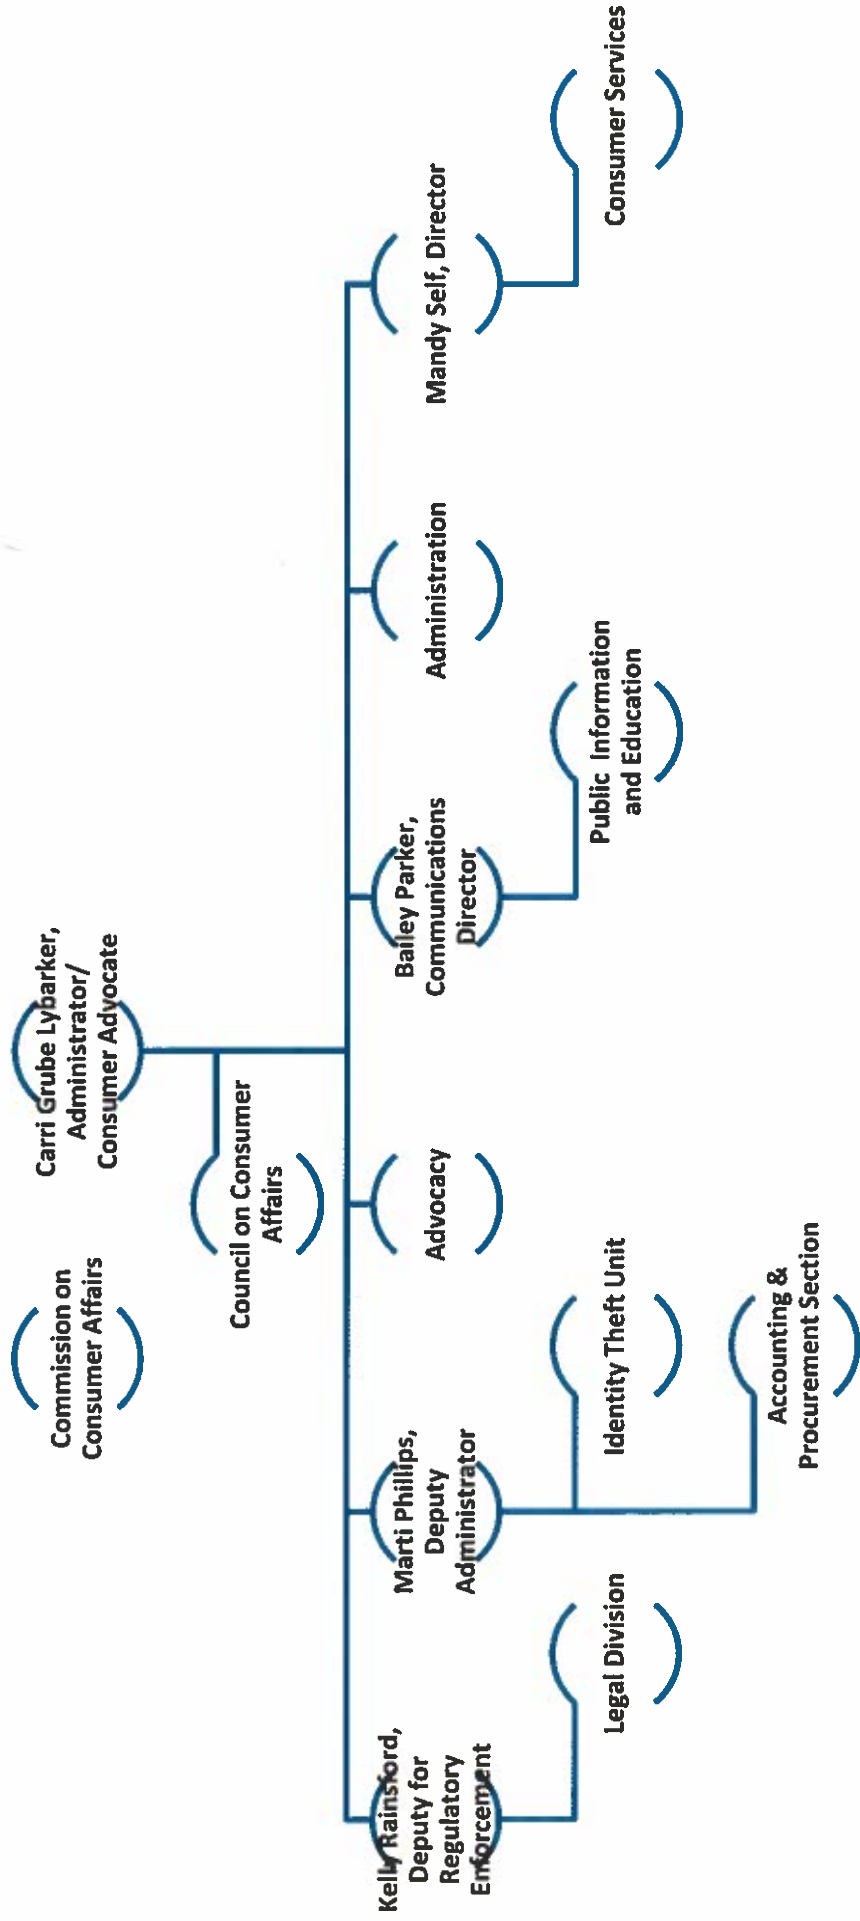 Commission on
Consumer Affairs
Carri Grube Lybarker,
Administrator/
Consumer Advocate
Council on Consumer
Affairs
Kelly Rainsford,
Deputy for
Regulatory
Enforcement
Marti Phillips,
Deputy
Administrator
Advocacy
Bailey Parker,
Communications
Director
Administration
Mandy Self, Director
Legal Division
Identity Theft Unit
Public Information
and Education
Consumer Services
Accounting &
Procurement Section